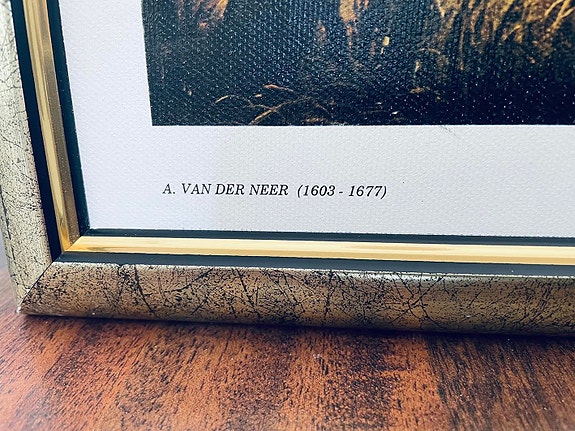 A. VAN DER NEER (1603 - 1677)